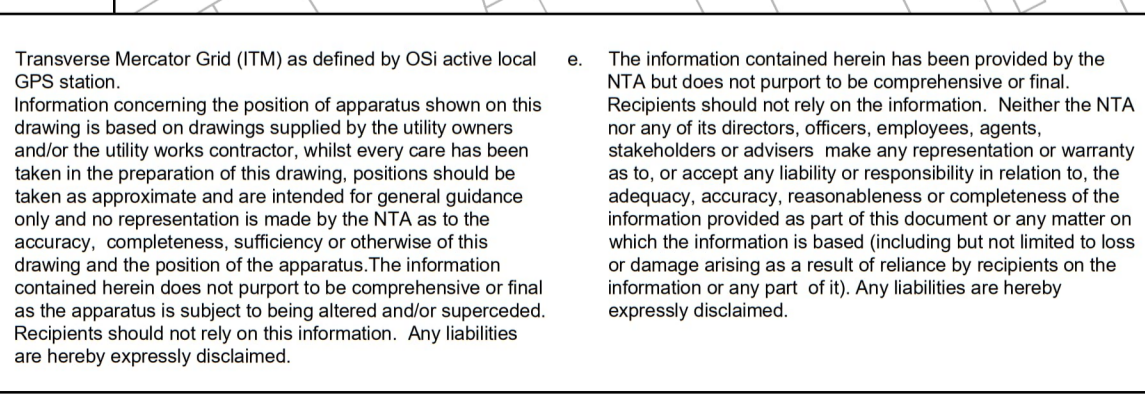 Transverse Mercator Grid (ITM) as defined by OSi active local
GPS station.
Information concerning the position of apparatus shown on this
drawing is based on drawings supplied by the utility owners
and/or the utility works contractor, whilst every care has been
taken in the preparation of this drawing, positions should be
taken as approximate and are intended for general guidance
only and no representation is made by the NTA as to the
accuracy, completeness, sufficiency or otherwise of this
drawing and the position of the apparatus.The information
contained herein does not purport to be comprehensive or final
as the apparatus is subject to being altered and/or superceded.
Recipients should not rely on this information. Any liabilities
are hereby expressly disclaimed.
e. The information contained herein has been provided by the
NTA but does not purport to be comprehensive or final.
Recipients should not rely on the information. Neither the NTA
nor any of its directors, officers, employees, agents,
stakeholders or advisers make any representation or warranty
as to, or accept any liability or responsibility in relation to, the
adequacy, accuracy, reasonableness or completeness of the
information provided as part of this document or any matter on
which the information is based (including but not limited to loss
or damage arising as a result of reliance by recipients on the
information or any part of it). Any liabilities are hereby
expressly disclaimed.